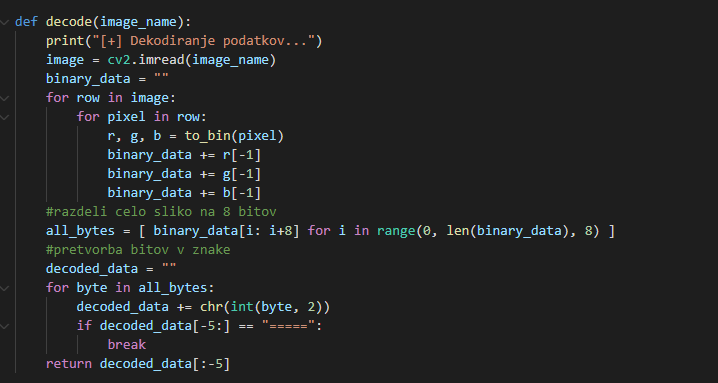 def decode(image_name):
    print("[+] Dekodiranje podatkov...")
    image = cv2.imread(image_name)
    binary_data = ""
    for row in image:
        for pixel in row:
            r, g, b = to_bin(pixel)
            binary_data += r[-1]
            binary_data += g[-1]
            binary_data += b[-1]
    #razdeli celo sliko na 8 bitov
    all_bytes = [ binary_data[i: i+8] for i in range(0, len(binary_data), 8) ]
    #pretvorba bitov v znake
    decoded_data = ""
    for byte in all_bytes:
        decoded_data += chr(int(byte, 2))
        if decoded_data[-5:] == "=====":
            break
    return decoded_data[:-5]